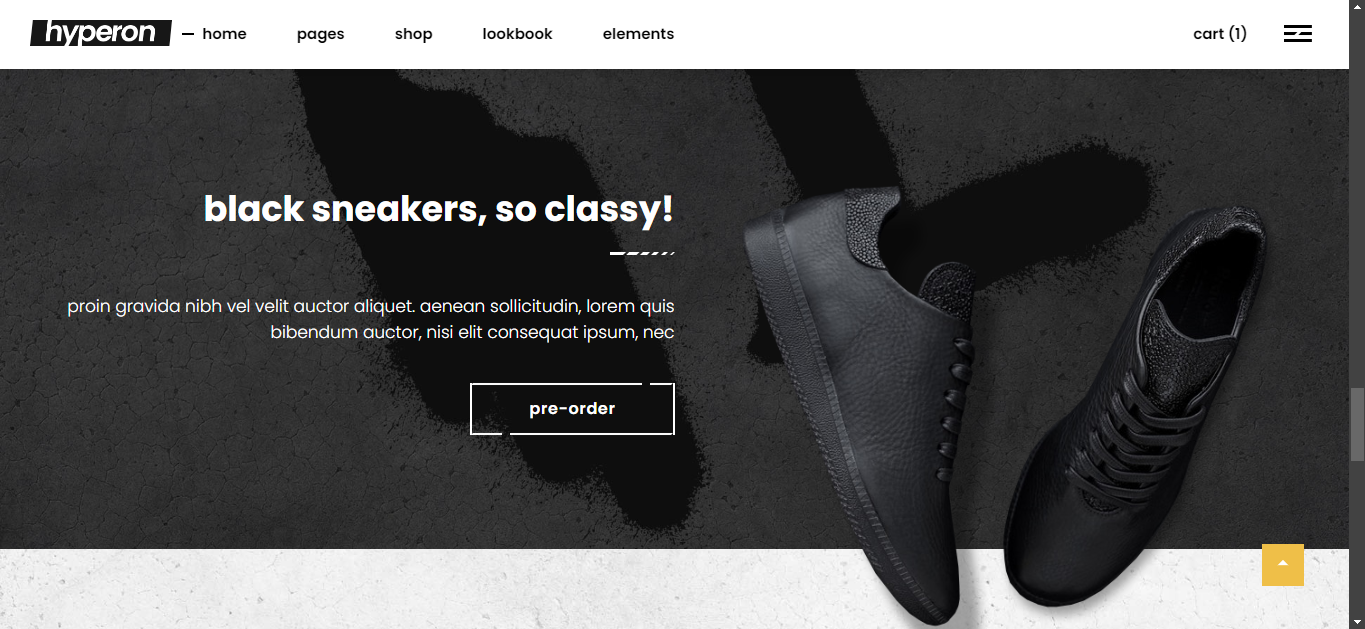 hyperon
home pages shop lookbook elements cart (1)
black sneakers, so classy!
proin gravida nibh vel velit auctor aliquet. aenean sollicitudin, lorem quis
bibendum auctor, nisi elit consequat ipsum, nec
pre-order